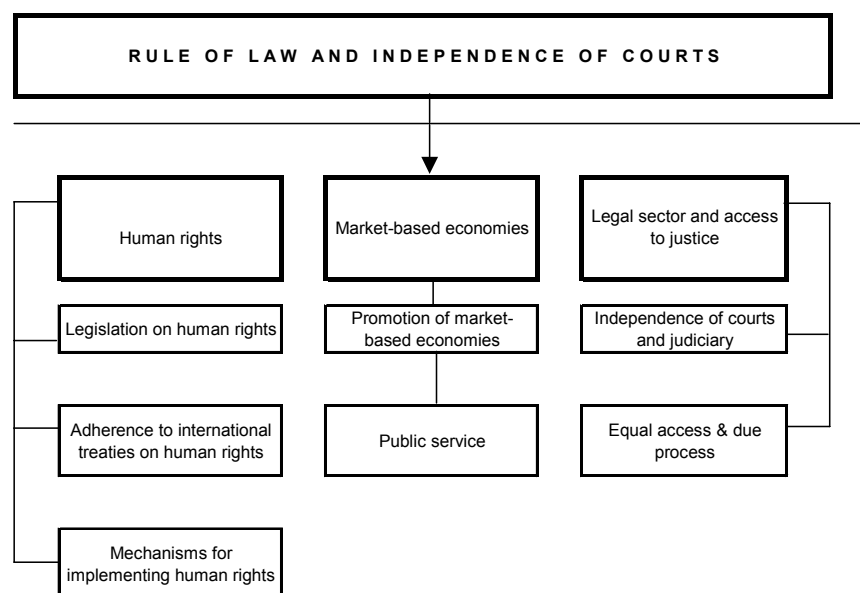 RULE OF LAW AND INDEPENDENCE OF COURTS
Human rights
Legislation on human rights
Adherence to international
treaties on human rights
Mechanisms for
implementing human rights
Market-based economies
Promotion of market-
based economies
Public service
Legal sector and access
to justice
Independence of courts
and judiciary
Equal access & due
process